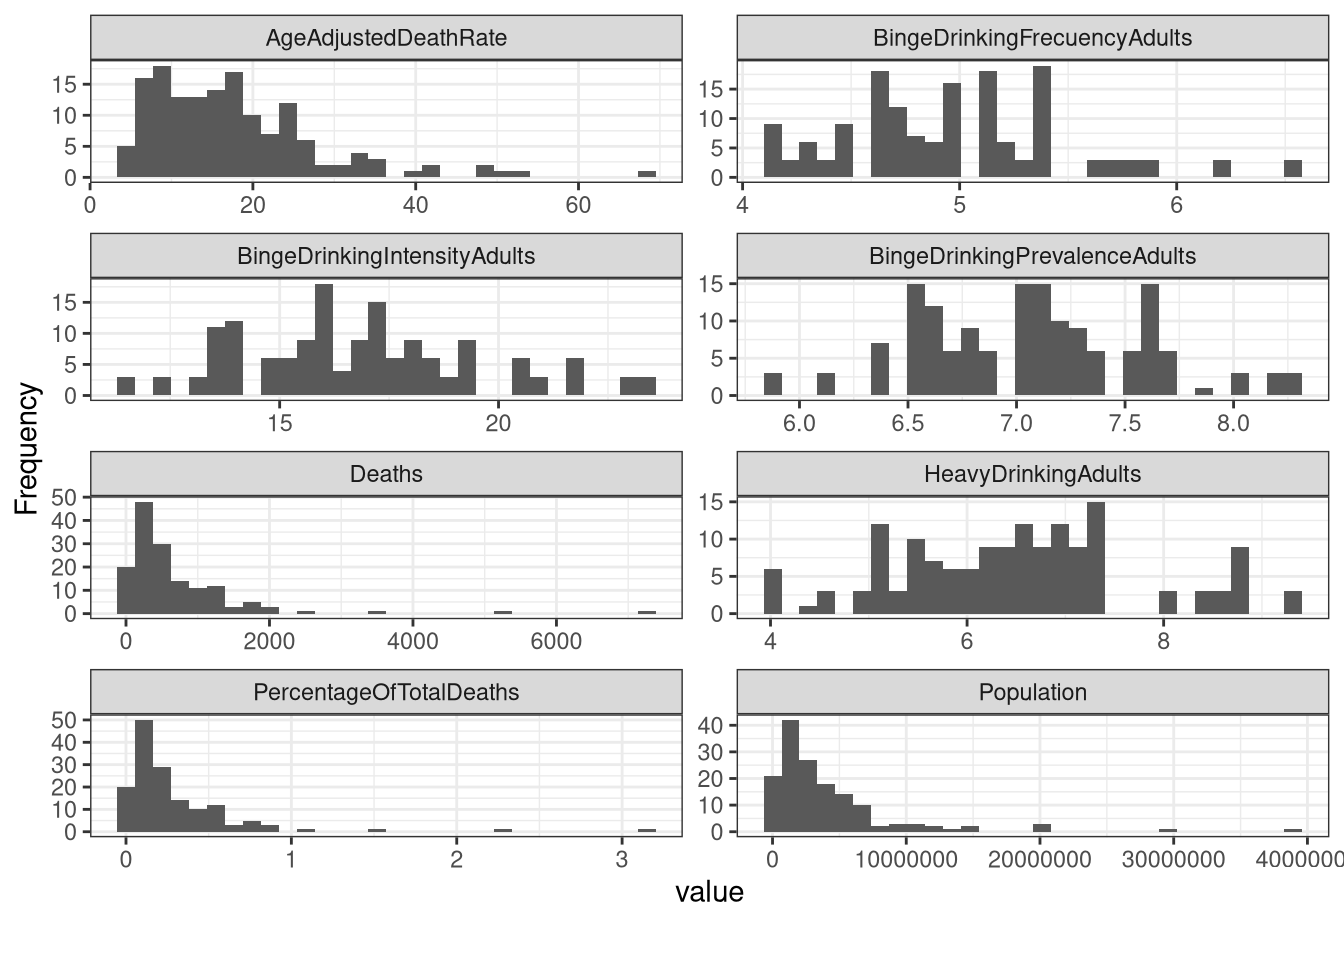 AgeAdjustedDeathRate
15
10
5
0
0 20 40 60
BingeDrinkingFrecuencyAdults
15
10
5
0
4 5 6
BingeDrinkingIntensityAdults
15
10
5
0
15 20
BingeDrinkingPrevalenceAdults
15
10
5
0
6.0 6.5 7.0 7.5 8.0
Frequency
Deaths
50
40
30
20
10
0
0 2000 4000 6000
HeavyDrinkingAdults
15
10
5
0
4 6 8
PercentageOfTotalDeaths
50
40
30
20
10
0
0 1 2 3
Population
40
30
20
10
0
0 10000000 20000000 30000000 4000000
value